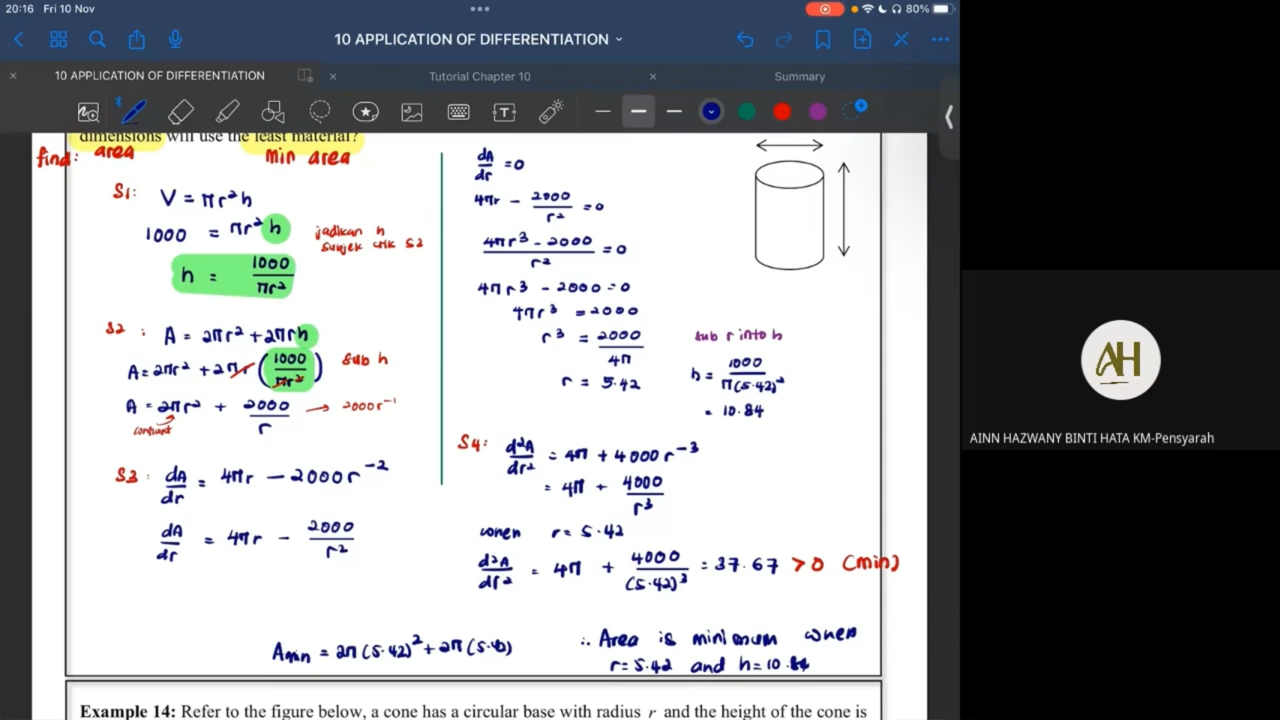 20:16 Fri 10 Nov
80%
10 APPLICATION OF DIFFERENTIATION
10 APPLICATION OF DIFFERENTIATION
Tutorial Chapter 10
Summary
dimensions will use the least material?
find: area
min area
S1: V = πr²h
1000 = πr²h
jadikan h
subjek utk S2
h = 1000/πr²
S2 : A = 2πr² + 2πrh
A = 2πr² + 2πr (1000/πr²) sub h
A = 2πr² + 2000/r → 2000r⁻¹
constant
S3: dA/dr = 4πr − 2000r⁻²
dA/dr = 4πr − 2000/r²
dA/dr = 0
4πr − 2000/r² = 0
(4πr³ − 2000)/r² = 0
4πr³ − 2000 = 0
4πr³ = 2000
r³ = 2000/4π
r = 5.42
sub r into h
h = 1000/π(5.42)²
= 10.84
S4: d²A/dr² = 4π + 4000r⁻³
= 4π + 4000/r³
when r = 5.42
d²A/dr² = 4π + 4000/(5.42)³ = 37.67 > 0 (min)
Amin = 2π(5.42)² + 2π(5.
∴ Area is minimum when
r = 5.42 and h = 10.84
Example 14: Refer to the figure below, a cone has a circular base with radius r and the height of the cone is
AH
AINN HAZWANY BINTI HATA KM-Pensyarah